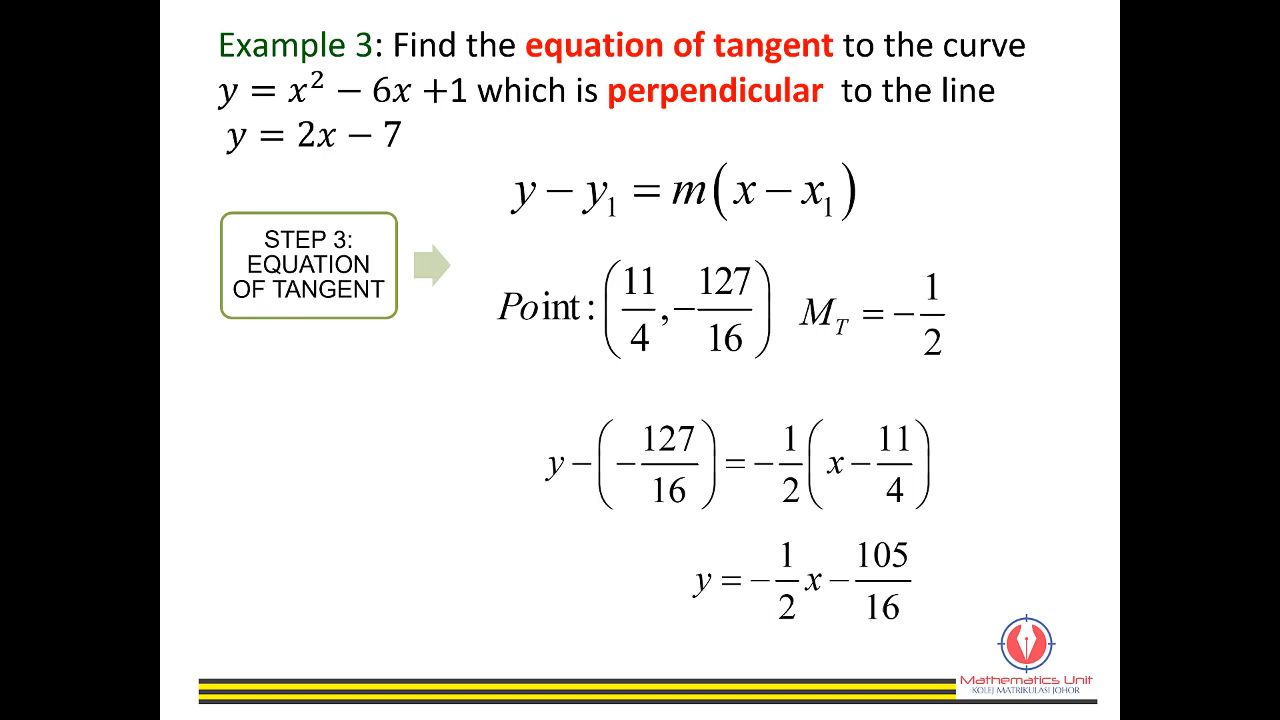 Example 3: Find the equation of tangent to the curve
y = x² − 6x +1 which is perpendicular to the line
y = 2x − 7
y − y₁ = m(x − x₁)
STEP 3:
EQUATION
OF TANGENT
Point: (11/4, −127/16) M_T = −1/2
y − (−127/16) = −1/2 (x − 11/4)
y = −1/2 x − 105/16
Mathematics Unit
KOLEJ MATRIKULASI JOHOR